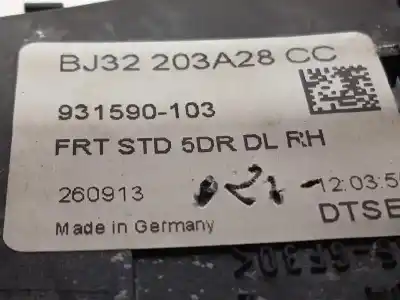 BJ32 203A28 CC
931590-103
FRT STD 5DR DL RH
260913
12:03:5
Made in Germany
DTSE